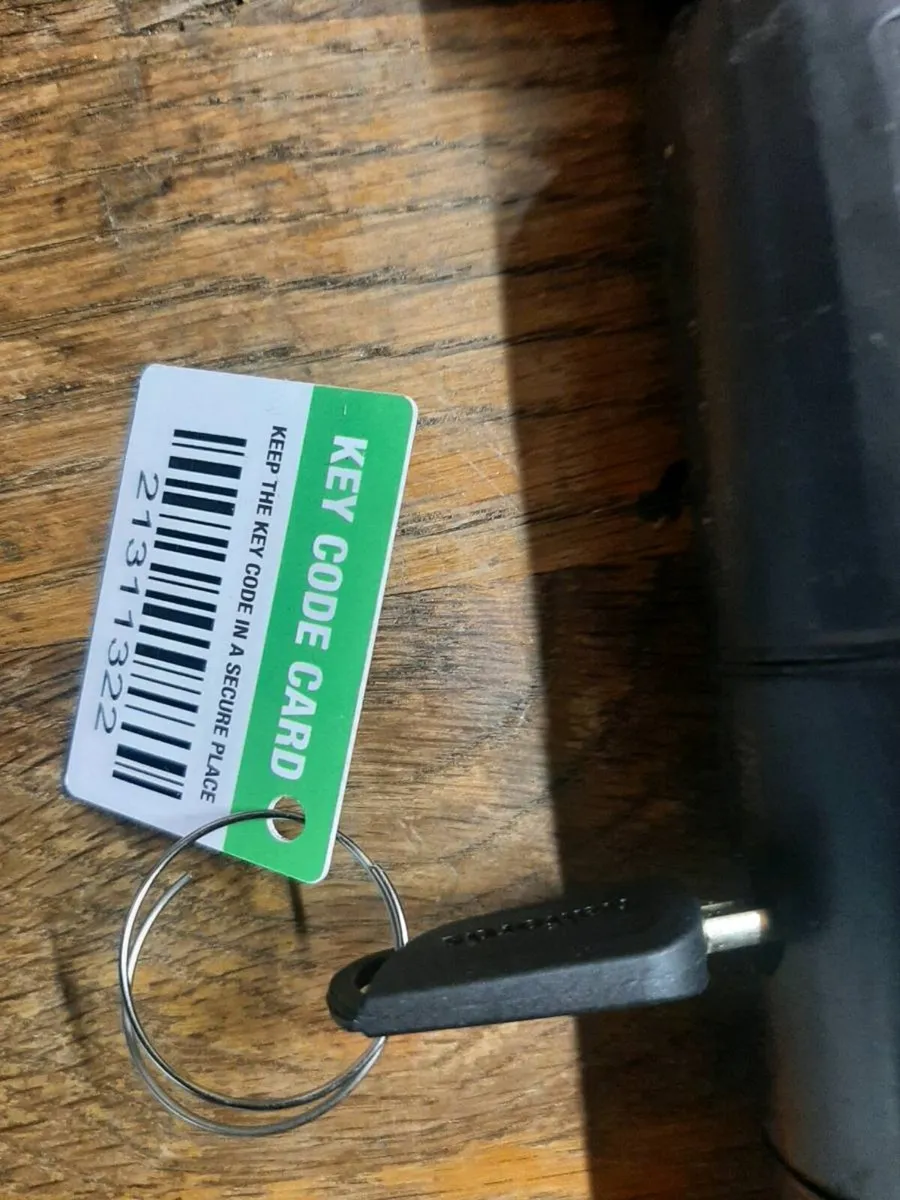 KEY CODE CARD
KEEP THE KEY CODE IN A SECURE PLACE
21311322